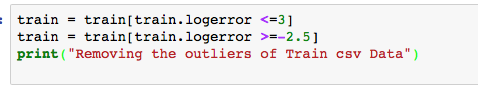 train = train[train.logerror <=3]
train = train[train.logerror >=-2.5]
print("Removing the outliers of Train csv Data")